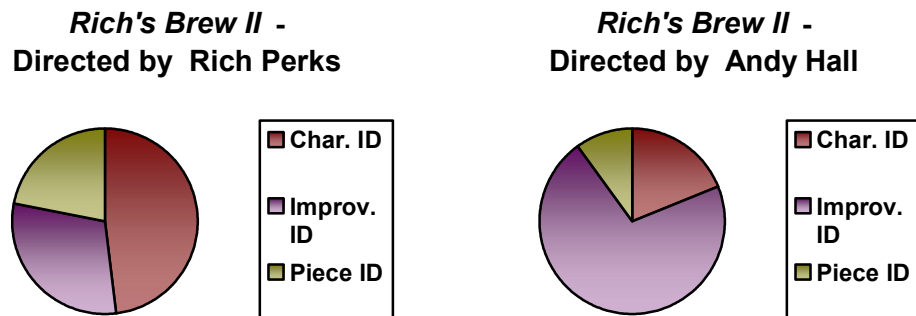 Rich's Brew II -
Directed by Rich Perks
Char. ID
Improv.
ID
Piece ID
Rich's Brew II -
Directed by Andy Hall
Char. ID
Improv.
ID
Piece ID